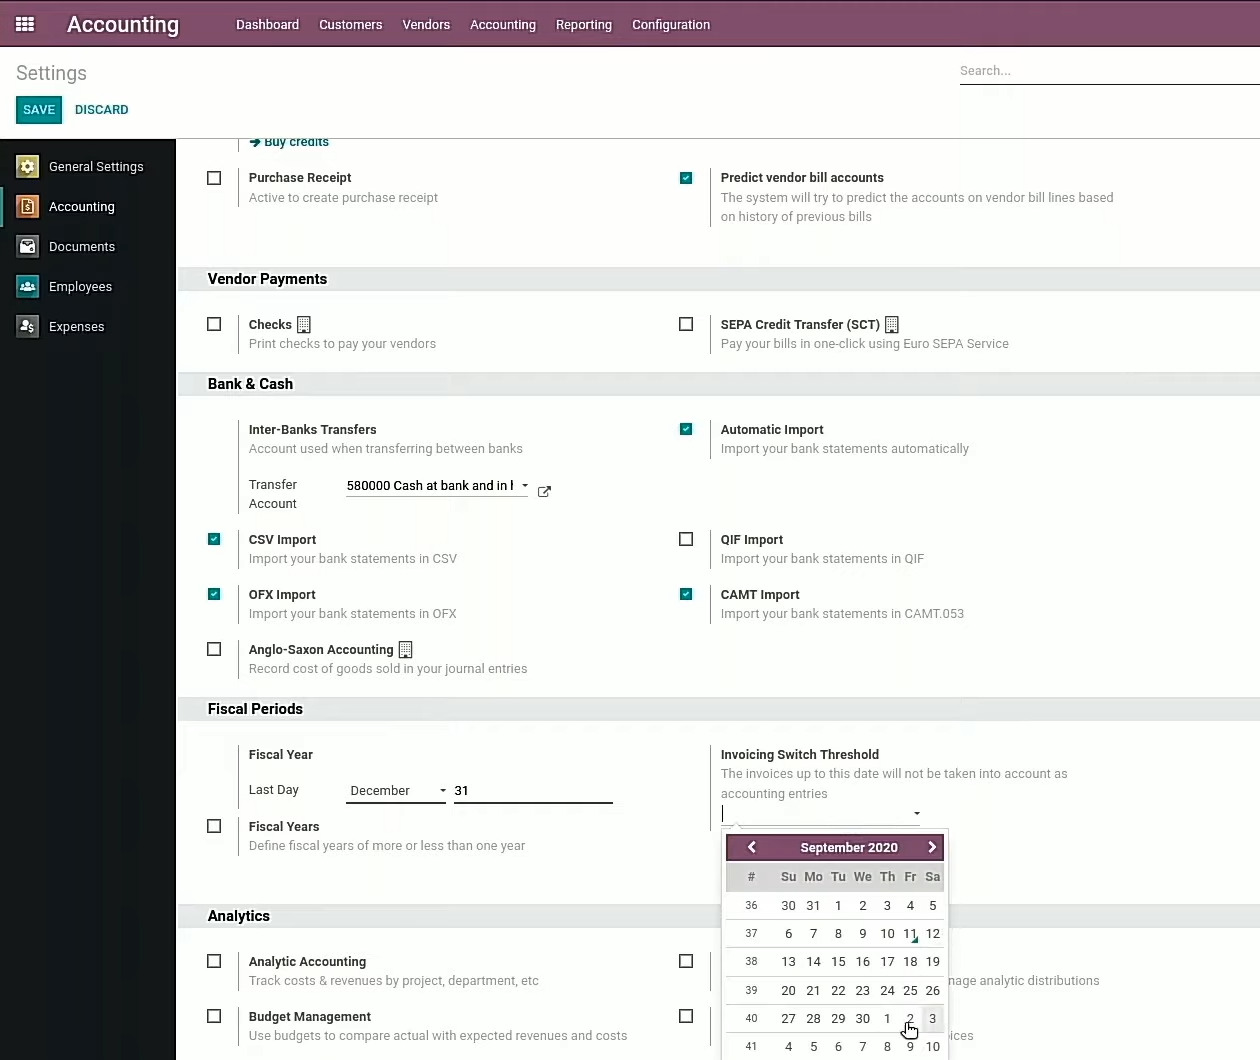 Accounting
Dashboard Customers Vendors Accounting Reporting Configuration
Settings
Search...
SAVE DISCARD
General Settings
Accounting
Documents
Employees
Expenses
Buy credits
Purchase Receipt
Active to create purchase receipt
Predict vendor bill accounts
The system will try to predict the accounts on vendor bill lines based
on history of previous bills
Vendor Payments
Checks
Print checks to pay your vendors
SEPA Credit Transfer (SCT)
Pay your bills in one-click using Euro SEPA Service
Bank & Cash
Inter-Banks Transfers
Account used when transferring between banks
Transfer
Account
580000 Cash at bank and in
Automatic Import
Import your bank statements automatically
CSV Import
Import your bank statements in CSV
QIF Import
Import your bank statements in QIF
OFX Import
Import your bank statements in OFX
CAMT Import
Import your bank statements in CAMT.053
Anglo-Saxon Accounting
Record cost of goods sold in your journal entries
Fiscal Periods
Fiscal Year
Last Day December 31
Invoicing Switch Threshold
The invoices up to this date will not be taken into account as
accounting entries
Fiscal Years
Define fiscal years of more or less than one year
September 2020
# Su Mo Tu We Th Fr Sa
36 30 31 1 2 3 4 5
37 6 7 8 9 10 11 12
38 13 14 15 16 17 18 19
39 20 21 22 23 24 25 26
40 27 28 29 30 1 2 3
41 4 5 6 7 8 9 10
Analytics
Analytic Accounting
Track costs & revenues by project, department, etc
analytic distributions
Budget Management
Use budgets to compare actual with expected revenues and costs